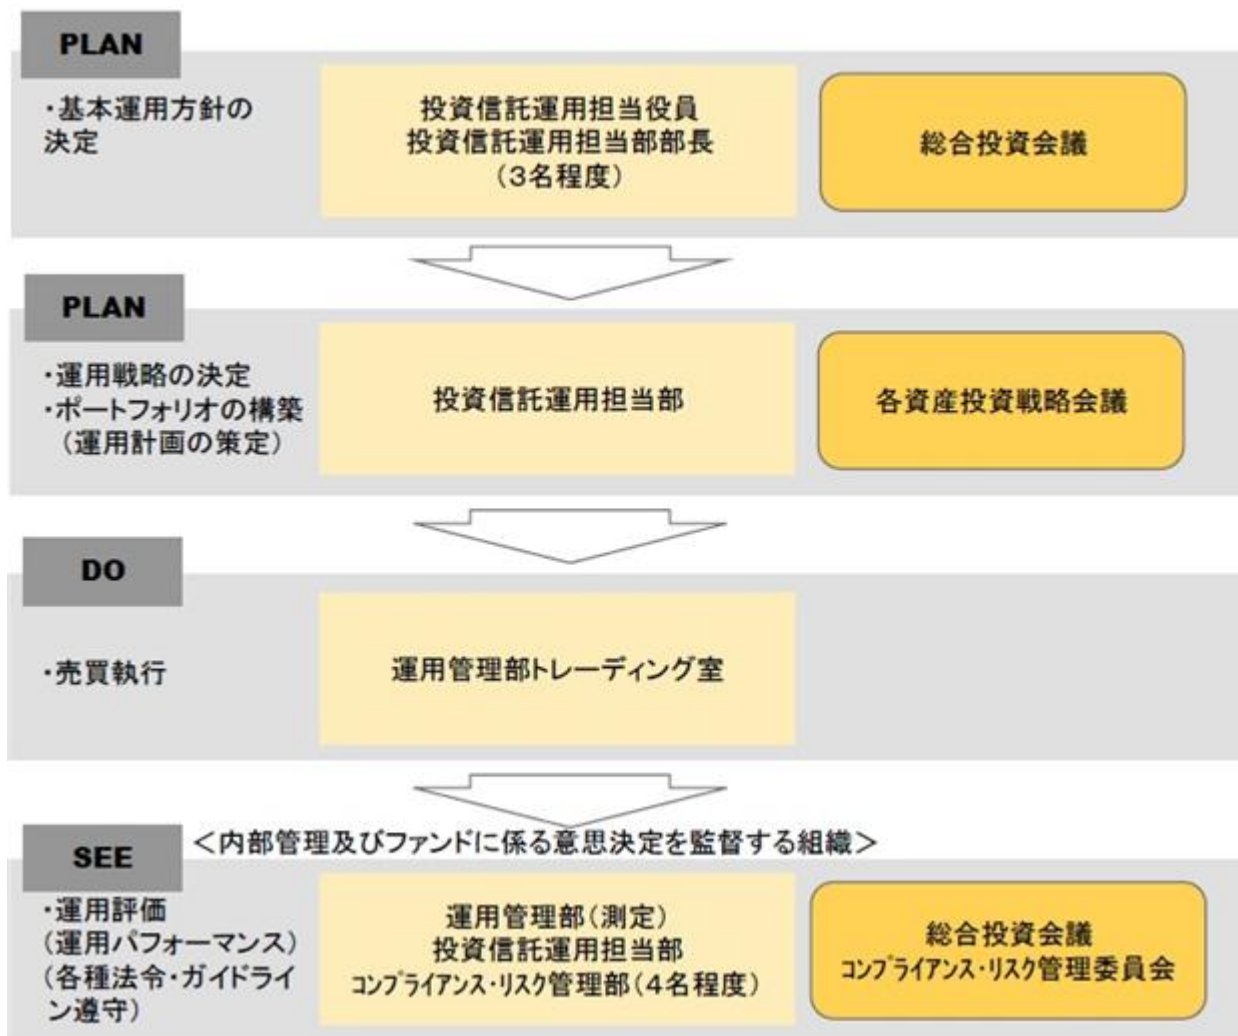 PLAN
・基本運用方針の
決定
投資信託運用担当役員
投資信託運用担当部部長
(3名程度)
総合投資会議
PLAN
・運用戦略の決定
・ポートフォリオの構築
(運用計画の策定)
投資信託運用担当部
各資産投資戦略会議
DO
・売買執行
運用管理部トレーディング室
SEE
<内部管理及びファンドに係る意思決定を監督する組織>
・運用評価
(運用パフォーマンス)
(各種法令・ガイドライ
ン遵守)
運用管理部(測定)
投資信託運用担当部
コンプライアンス・リスク管理部(4名程度)
総合投資会議
コンプライアンス・リスク管理委員会